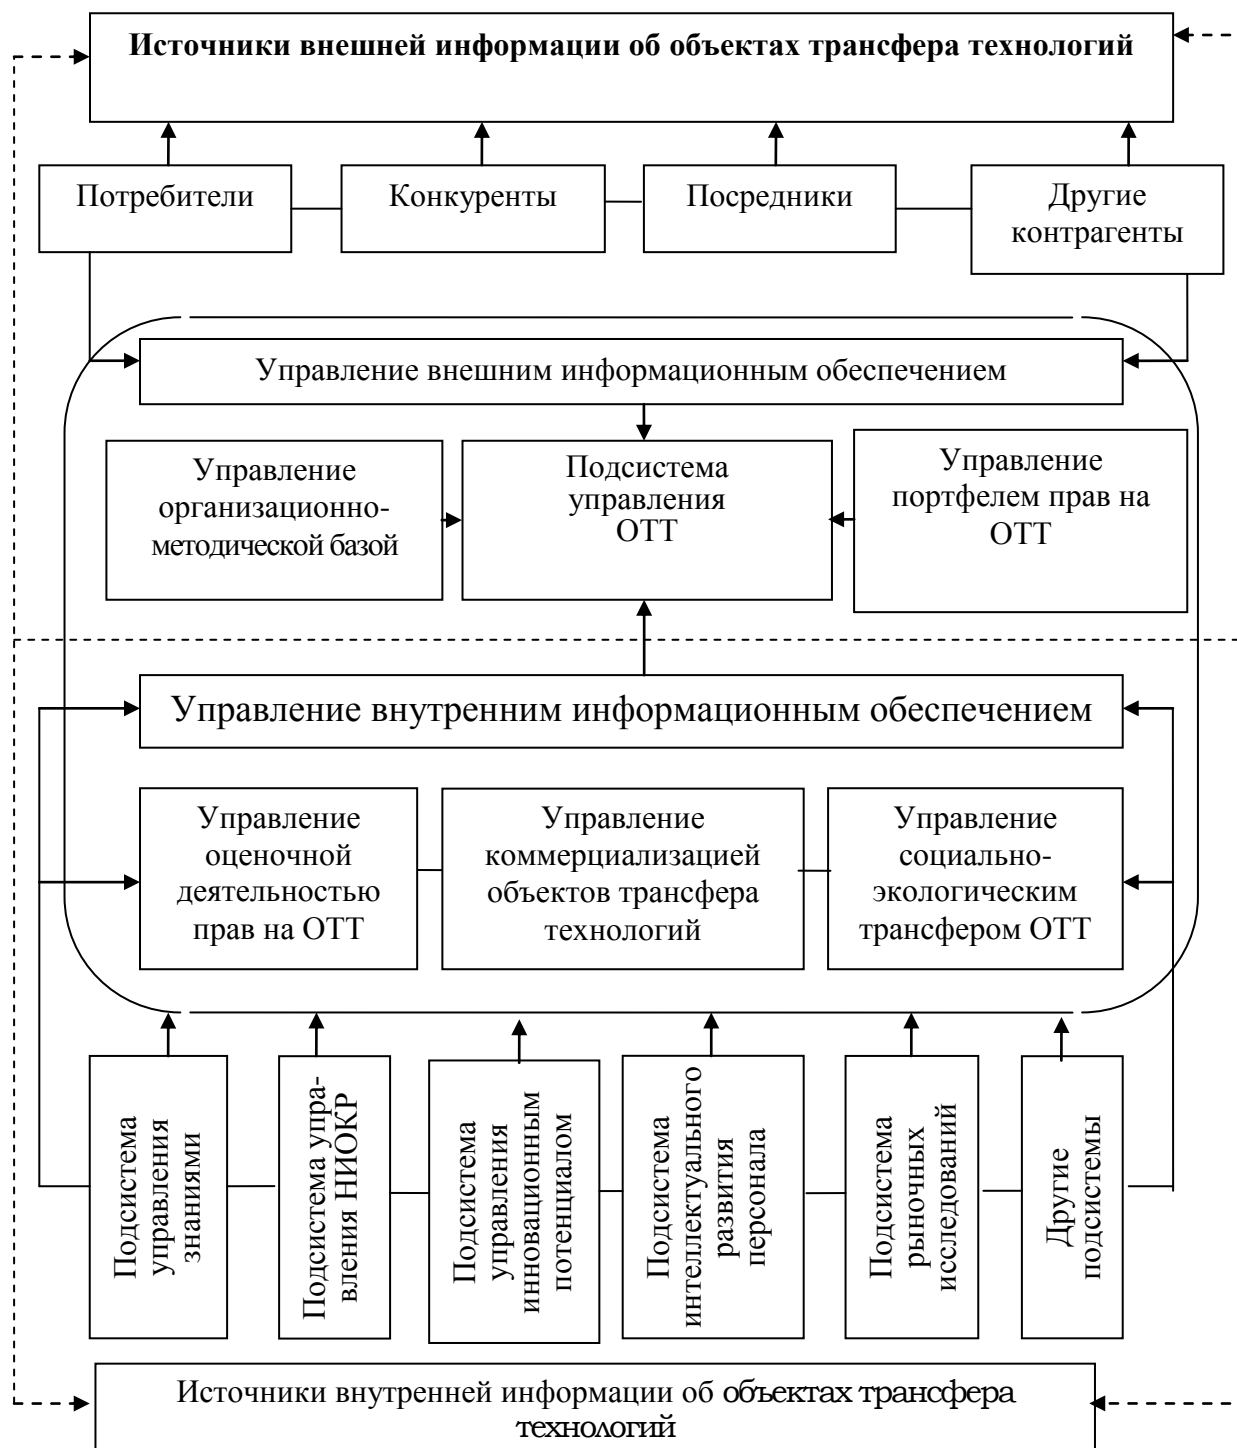 Источники внешней информации об объектах трансфера технологий
Потребители
Конкуренты
Посредники
Другие
контрагенты
Управление внешним информационным обеспечением
Управление
организационно-
методической базой
Подсистема
управления
ОТТ
Управление
портфелем прав на
ОТТ
Управление внутренним информационным обеспечением
Управление
оценочной
деятельностью
прав на ОТТ
Управление
коммерциализацией
объектов трансфера
технологий
Управление
социально-
экологическим
трансфером ОТТ
Подсистема
управления
знаниями
Подсистема упра-
вления НИОКР
Подсистема
управления
инновационным
потенциалом
Подсистема
интеллектуального
развития
персонала
Подсистема
рыночных
исследований
Другие
подсистемы
Источники внутренней информации об объектах трансфера
технологий